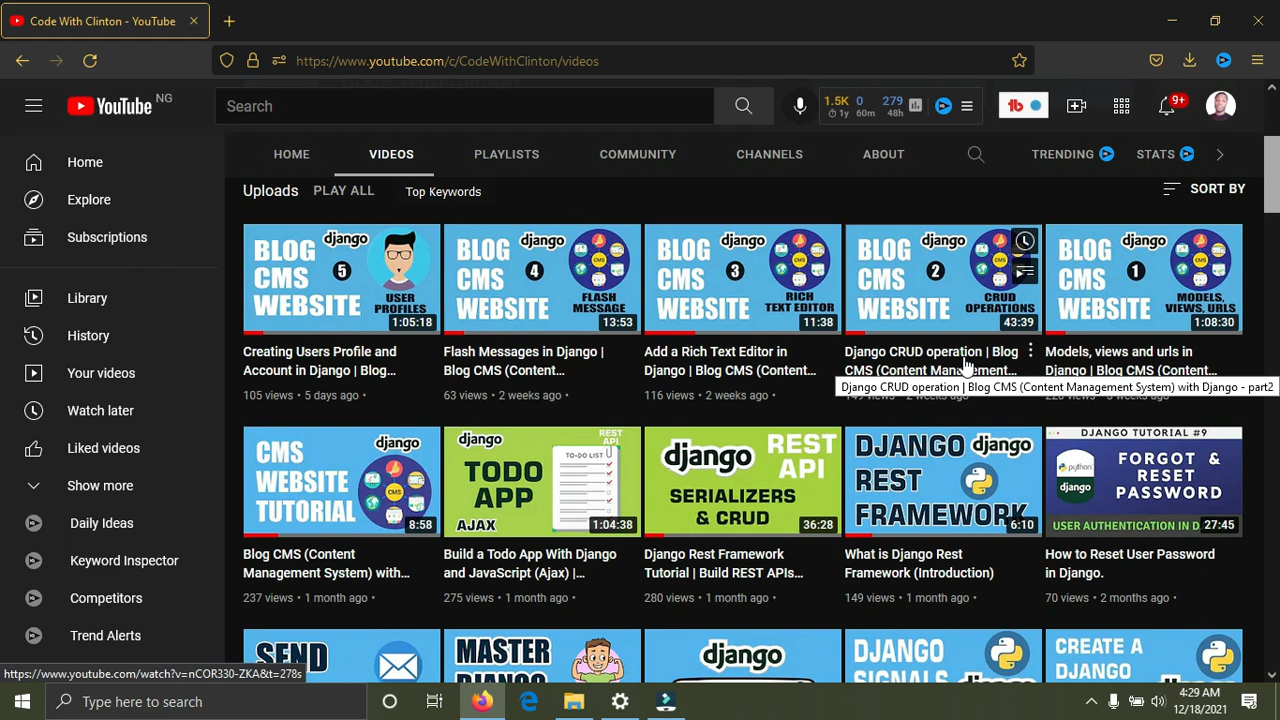 Code With Clinton - YouTube
https://www.youtube.com/c/CodeWithClinton/videos
YouTube NG
Search
1.5K 0 279
1y 60m 48h
tb
9+
HOME VIDEOS PLAYLISTS COMMUNITY CHANNELS ABOUT TRENDING STATS
Home
Explore
Subscriptions
Library
History
Your videos
Watch later
Liked videos
Show more
Daily Ideas
Keyword Injector
Competitors
Trend Alerts
Uploads PLAY ALL Top Keywords SORT BY
django
BLOG
CMS
WEBSITE
5
USER
PROFILES
1:05:18
django
BLOG
CMS
WEBSITE
4
CMS
FLASH
MESSAGE
13:53
django
BLOG
CMS
WEBSITE
3
CMS
RICH
TEXT EDITOR
11:38
django
BLOG
CMS
WEBSITE
2
CRUD
OPERATIONS
43:39
django
BLOG
CMS
WEBSITE
1
CMS
MODELS,
VIEWS, URLS
1:08:30
Creating Users Profile and
Account in Django | Blog...
105 views • 5 days ago
Flash Messages in Django |
Blog CMS (Content...
63 views • 2 weeks ago
Add a Rich Text Editor in
Django | Blog CMS (Content...
116 views • 2 weeks ago
Django CRUD operation | Blog
CMS (Content Management...
Django CRUD operation | Blog CMS (Content Management System) with Django - part2
Models, views and urls in
Django | Blog CMS (Content...
django
CMS
WEBSITE
TUTORIAL
CMS
8:58
django
REST
API
TODO
APP
AJAX
TO-DO LIST
1:04:38
django
REST
API
SERIALIZERS
& CRUD
36:28
DJANGO
REST
FRAMEWORK
django
6:10
DJANGO TUTORIAL #9
python
django
FORGOT &
RESET
PASSWORD
USER AUTHENTICATION IN D
27:45
Blog CMS (Content
Management System) with...
237 views • 1 month ago
Build a Todo App With Django
and JavaScript (Ajax) |...
275 views • 1 month ago
Django Rest Framework
Tutorial | Build REST APIs...
280 views • 1 month ago
What is Django Rest
Framework (Introduction)
149 views • 1 month ago
How to Reset User Password
in Django.
70 views • 2 months ago
SEND
MASTER
django
DJANGO
CREATE A
https://www.youtube.com/watch?v=nCOR330-ZKA&t=278s
Type here to search
4:29 AM
12/18/2021